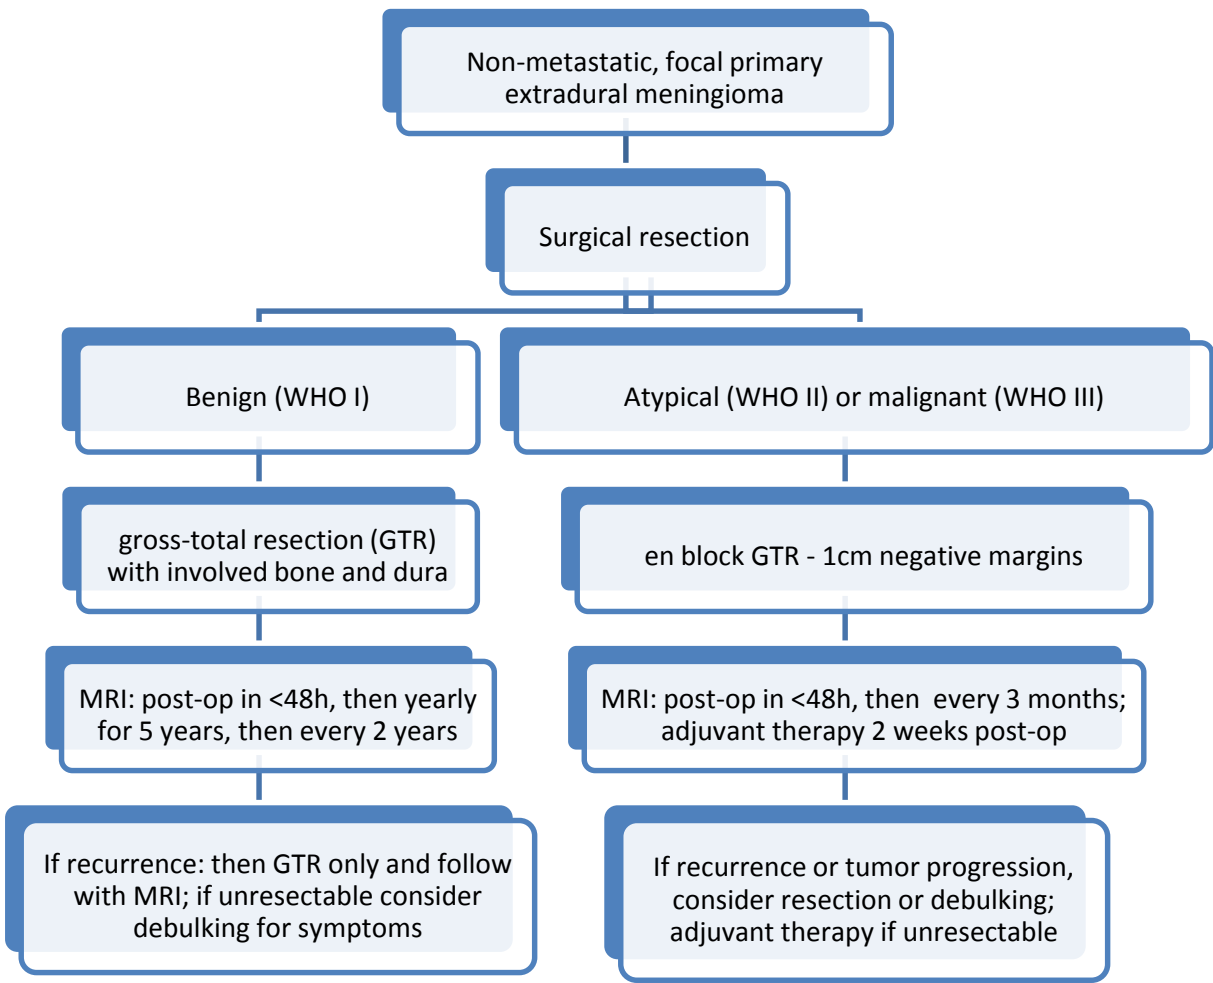 Non-metastatic, focal primary
extradural meningioma
Surgical resection
Benign (WHO I)
Atypical (WHO II) or malignant (WHO III)
gross-total resection (GTR)
with involved bone and dura
en block GTR - 1cm negative margins
MRI: post-op in <48h, then yearly
for 5 years, then every 2 years
MRI: post-op in <48h, then  every 3 months;
adjuvant therapy 2 weeks post-op
If recurrence: then GTR only and follow
with MRI; if unresectable consider
debulking for symptoms
If recurrence or tumor progression,
consider resection or debulking;
adjuvant therapy if unresectable